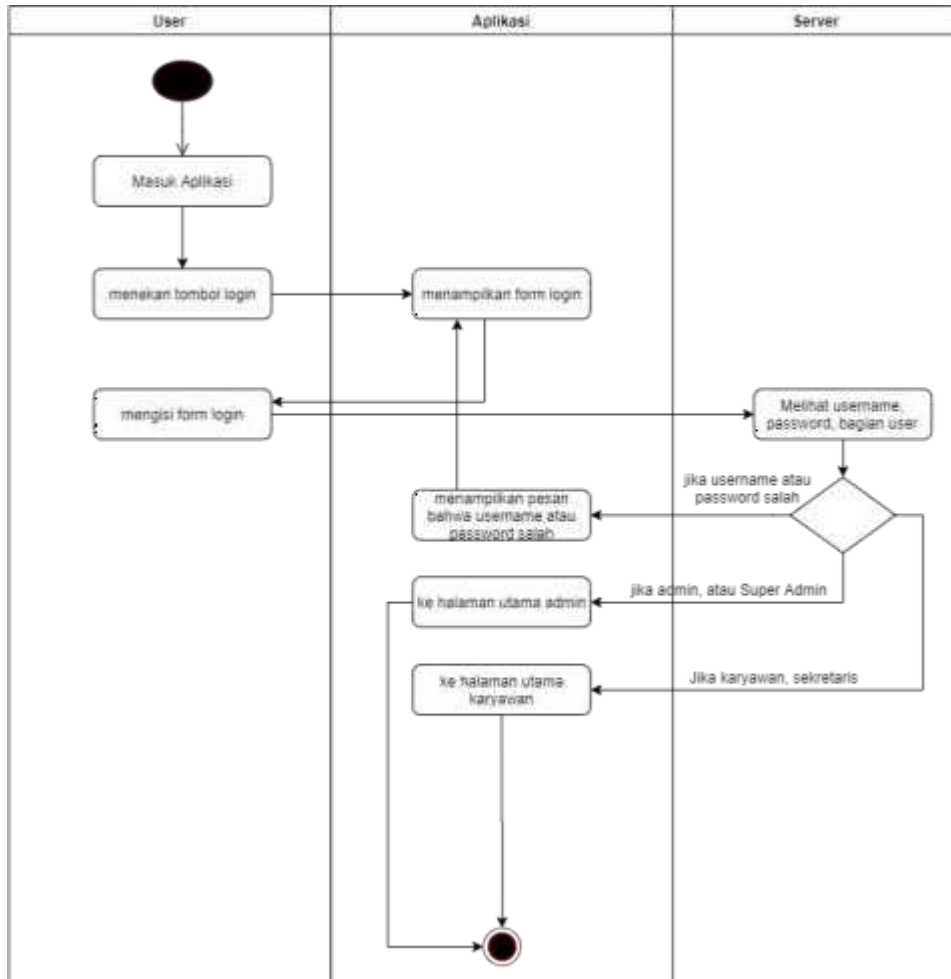 User
Aplikasi
Server
Masuk Aplikasi
menekan tombol login
menampilkan form login
mengisi form login
Melihat username,
password, bagian user
jika username atau
password salah
menampilkan pesan
bahwa username atau
password salah
jika admin, atau Super Admin
ke halaman utama admin
Jika karyawan, sekretaris
ke halaman utama
karyawan